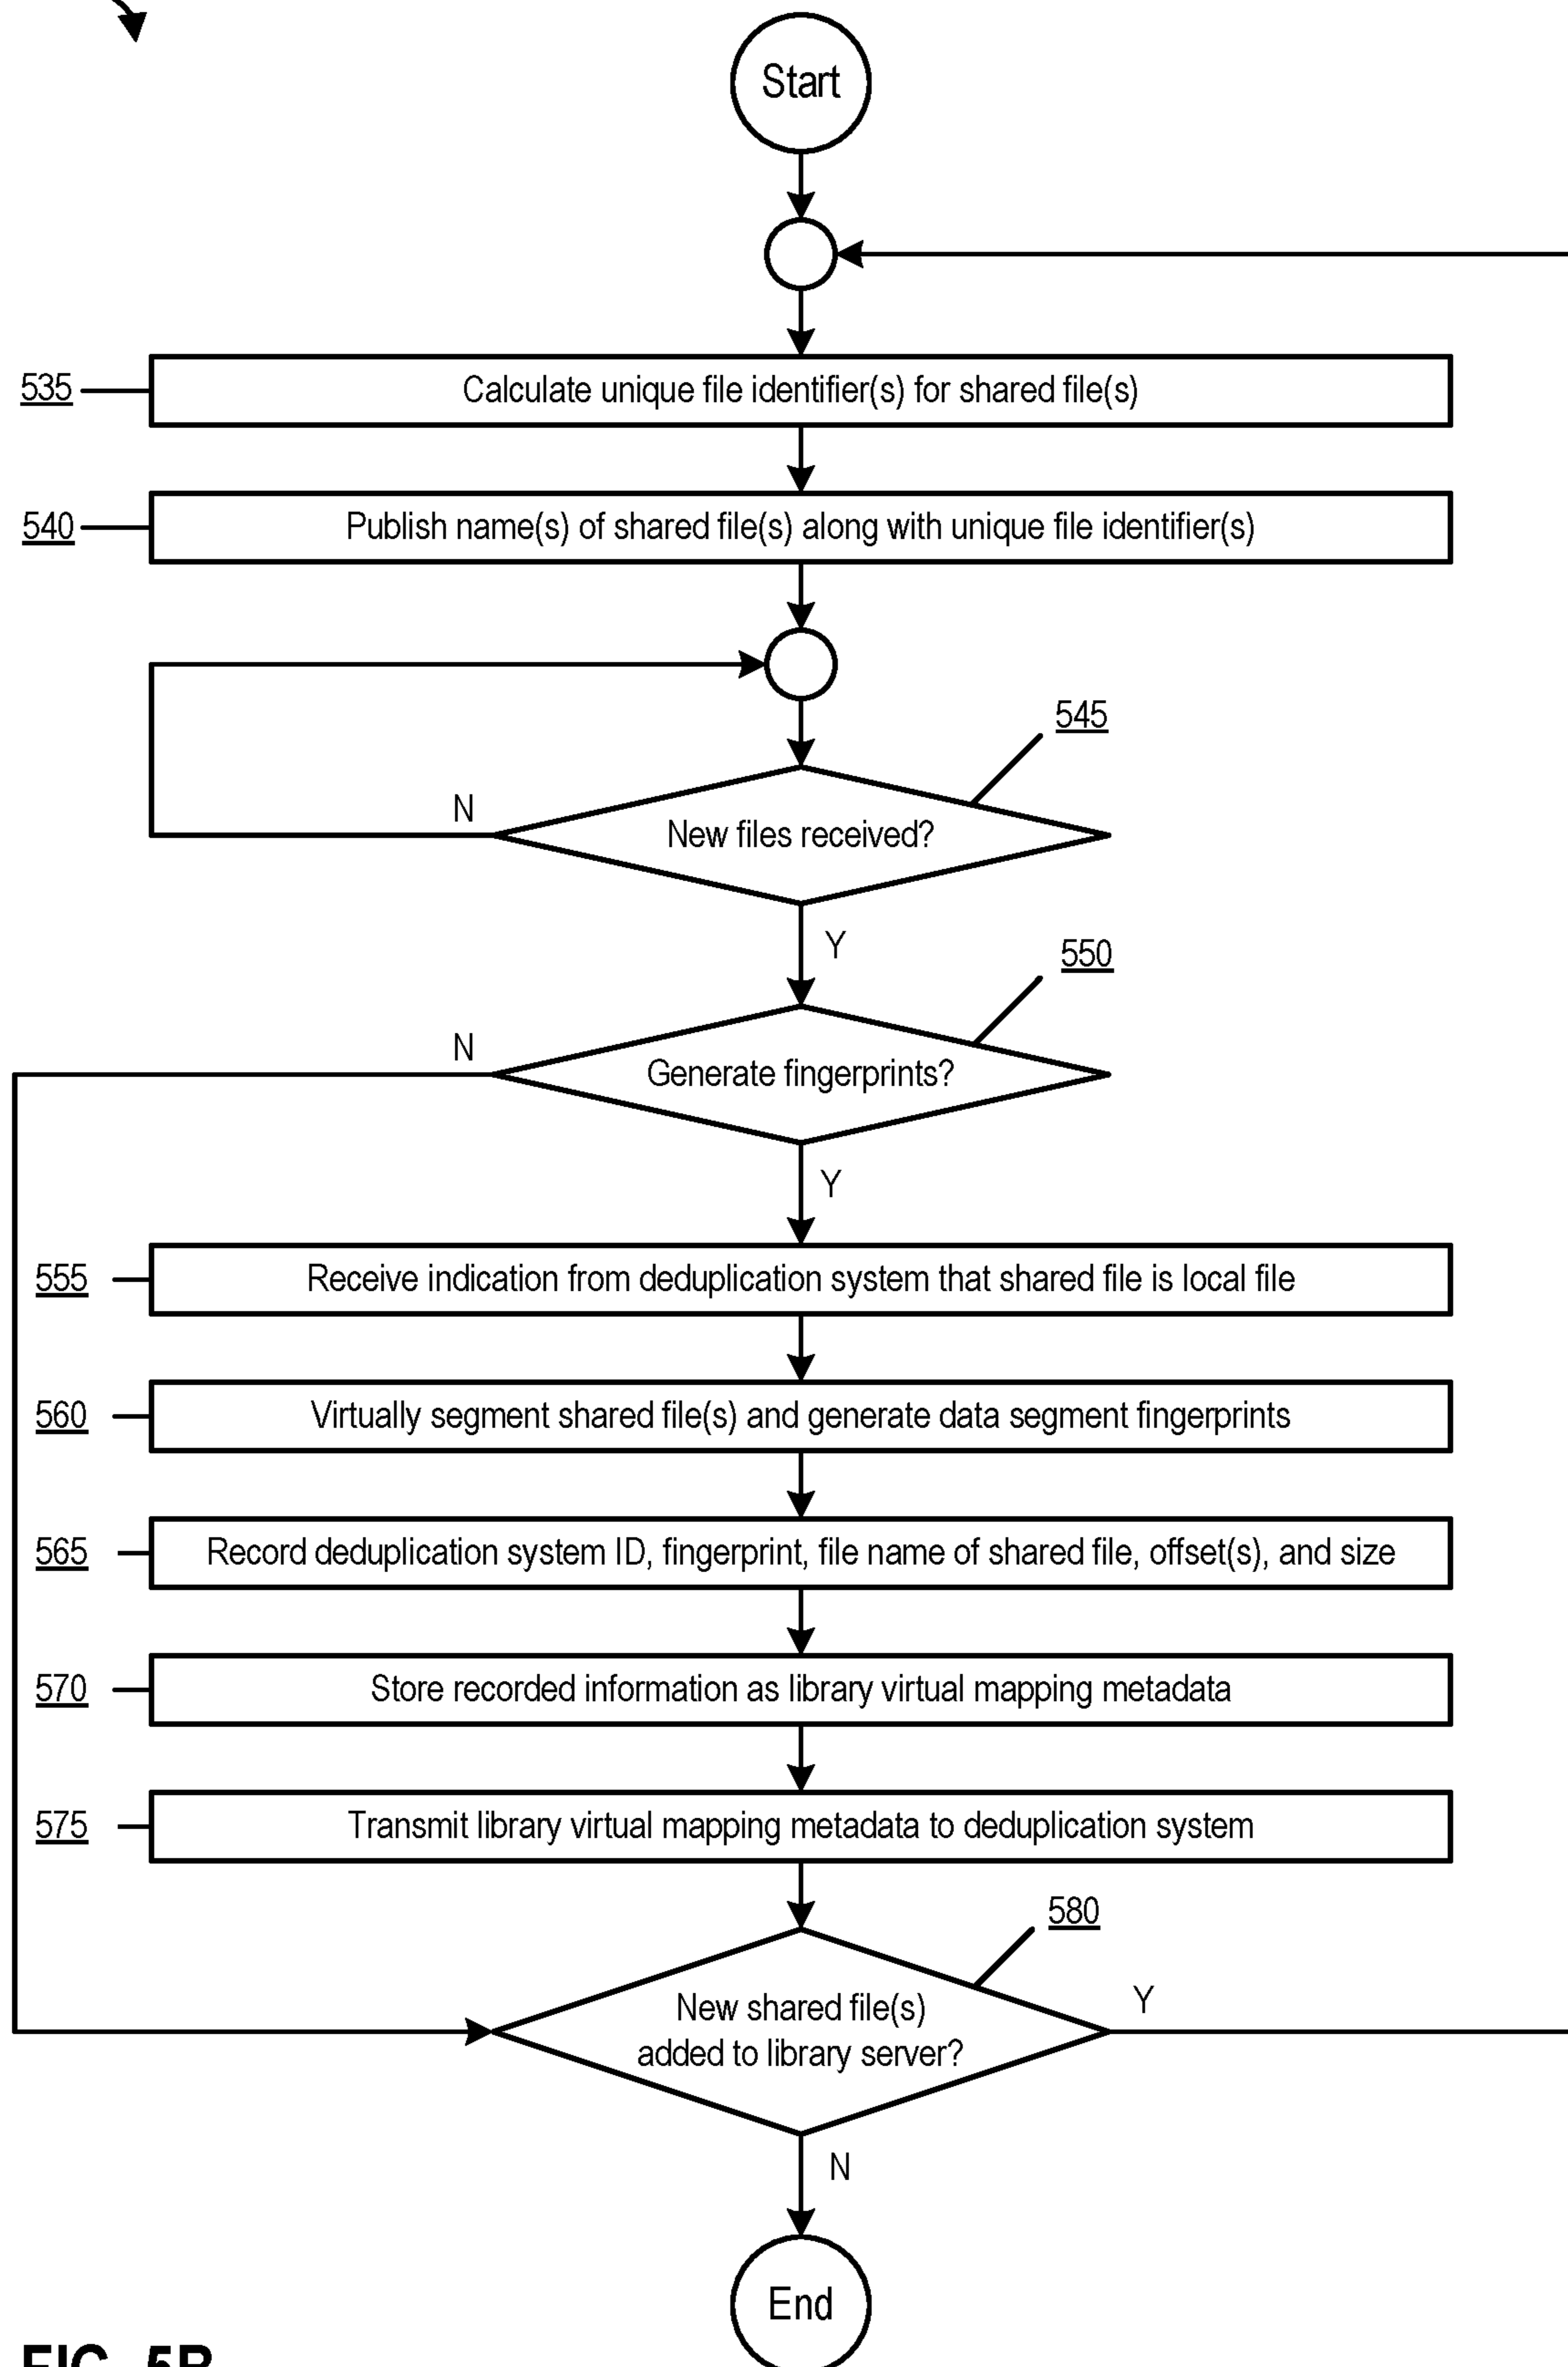 Start
535
Calculate unique file identifier(s) for shared file(s)
540
Publish name(s) of shared file(s) along with unique file identifier(s)
545
N
New files received?
Y
550
N
Generate fingerprints?
Y
555
Receive indication from deduplication system that shared file is local file
560
Virtually segment shared file(s) and generate data segment fingerprints
565
Record deduplication system ID, fingerprint, file name of shared file, offset(s), and size
570
Store recorded information as library virtual mapping metadata
575
Transmit library virtual mapping metadata to deduplication system
580
New shared file(s)
added to library server?
Y
N
End
FIG. 5B